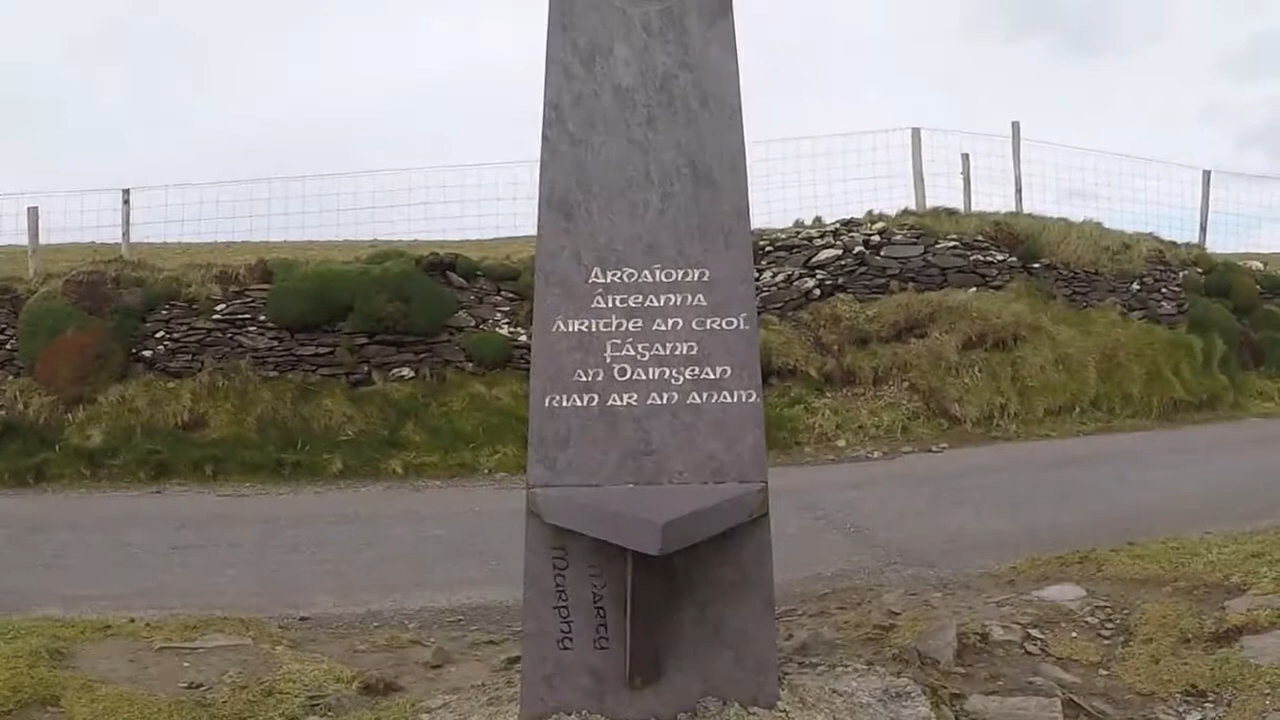 Ardaíonn
áiteanna
áirithe an croí.
Fágann
an Daingean
rian ar an anam.
Marty
Murphy